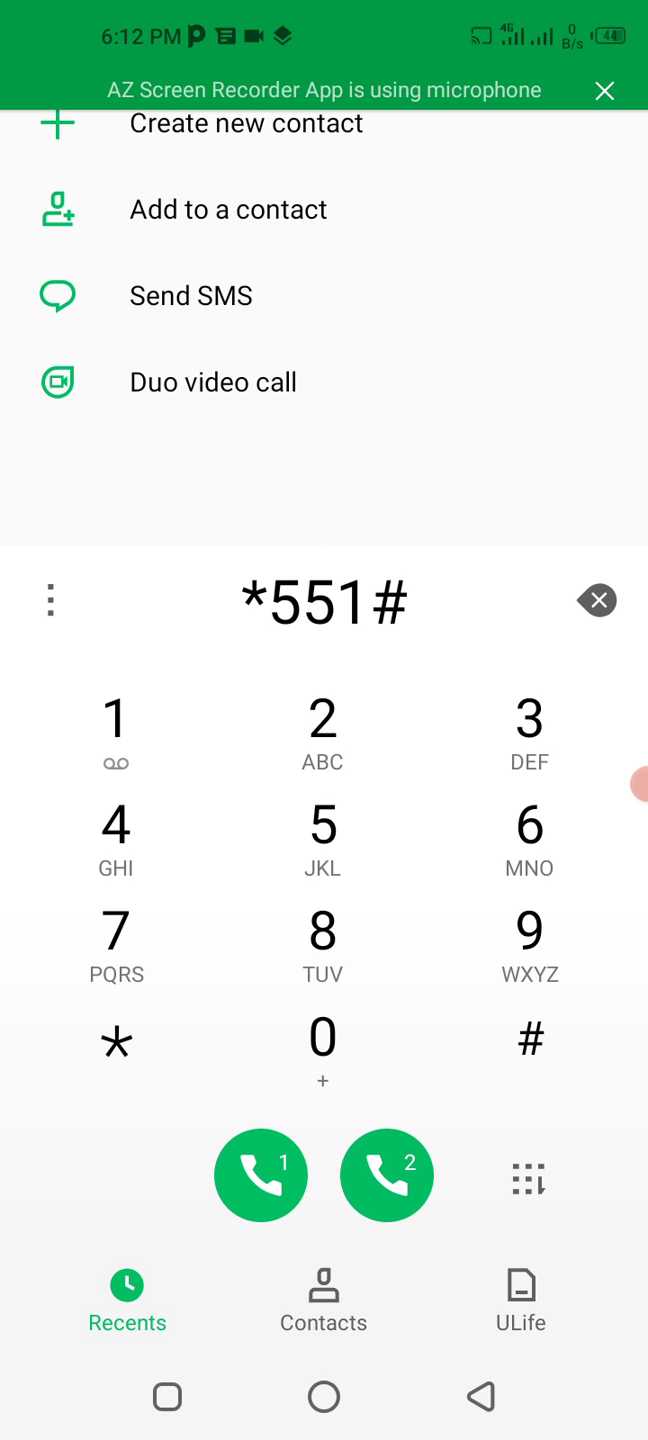 6:12 PM
4G
0
B/s
44
AZ Screen Recorder App is using microphone
Create new contact
Add to a contact
Send SMS
Duo video call
*551#
1 2 3
ABC DEF
4 5 6
GHI JKL MNO
7 8 9
PQRS TUV WXYZ
* 0 #
+
1 2
Recents Contacts ULife